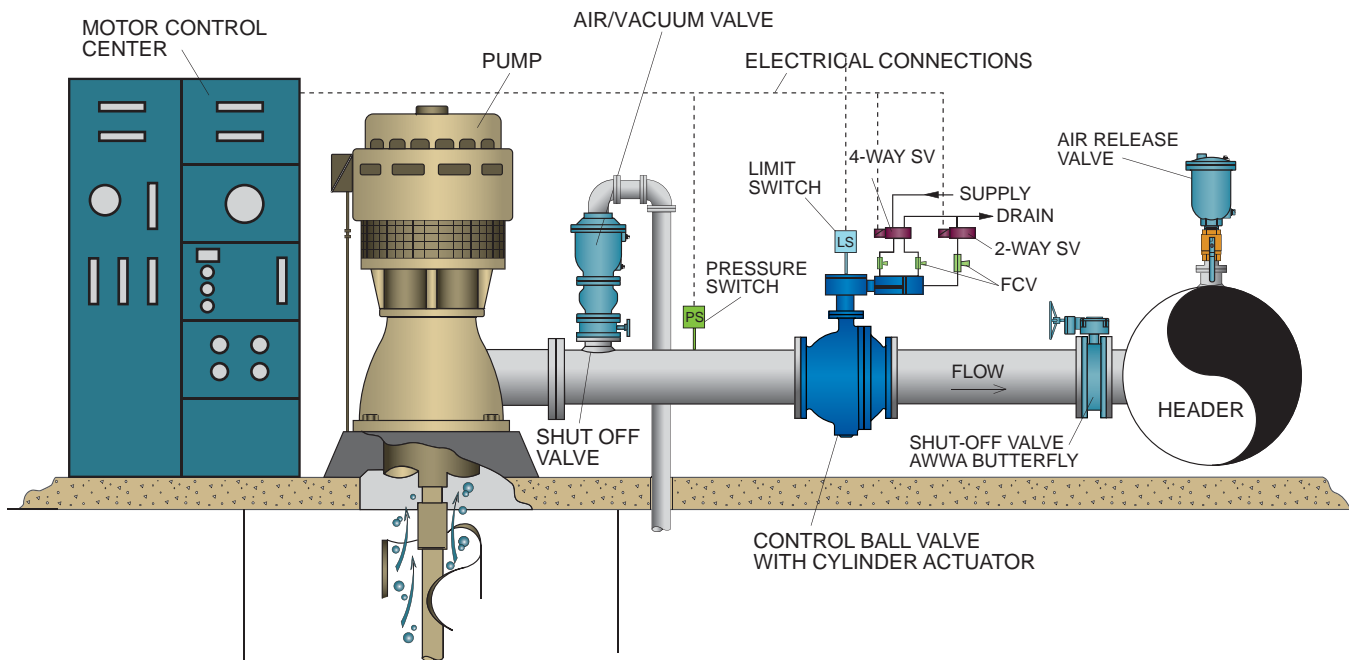 MOTOR CONTROL
CENTER
AIR/VACUUM VALVE
PUMP
ELECTRICAL CONNECTIONS
AIR RELEASE
VALVE
4-WAY SV
LIMIT
SWITCH
SUPPLY
DRAIN
LS
2-WAY SV
PRESSURE
SWITCH
FCV
PS
FLOW
HEADER
SHUT OFF
VALVE
SHUT-OFF VALVE
AWWA BUTTERFLY
CONTROL BALL VALVE
WITH CYLINDER ACTUATOR